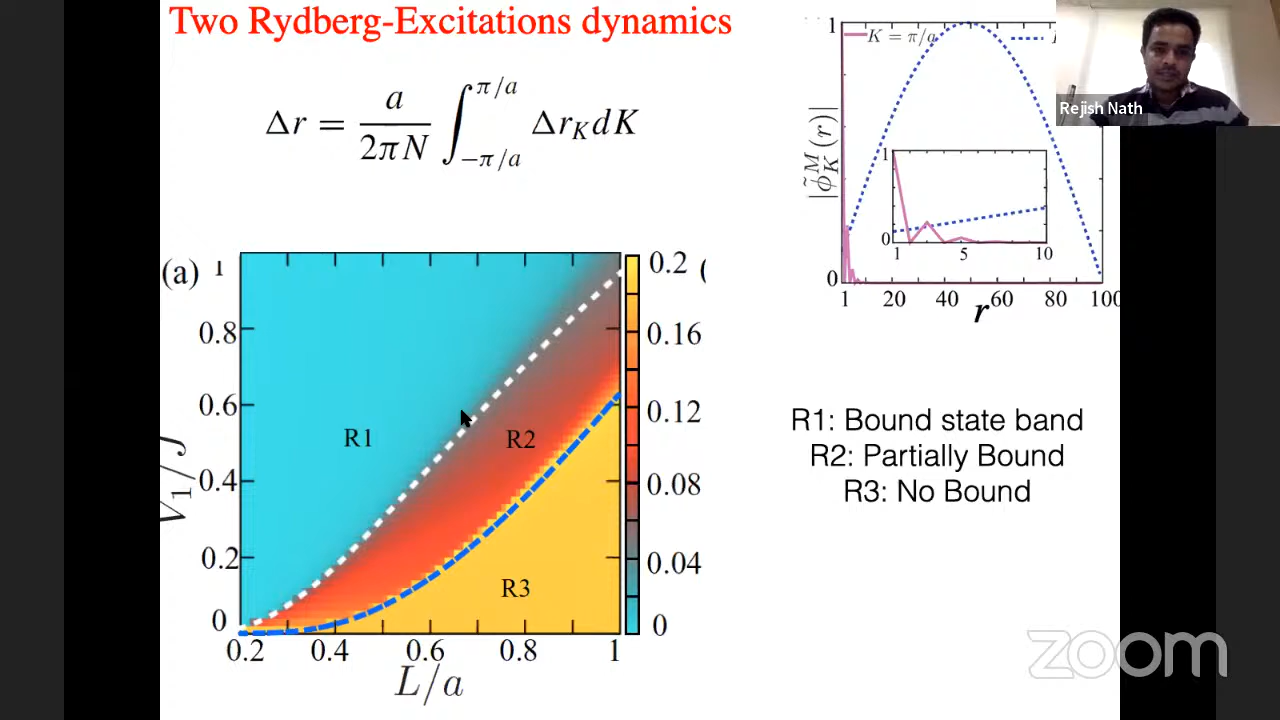 Two Rydberg-Excitations dynamics
Δr = a/2πN ∫_{-π/a}^{π/a} Δr_K dK
(a)
1
0.8
0.6
0.4
0.2
0
V_1/J
0.2 0.4 0.6 0.8 1
L/a
R1
R2
R3
0.2
0.16
0.12
0.08
0.04
0
(
1
0
|φ̃_K^M(r)|
K = π/a
1
0
1 5 10
1 20 40 60 80 100
r
Rejish Nath
R1: Bound state band
R2: Partially Bound
R3: No Bound
zoom